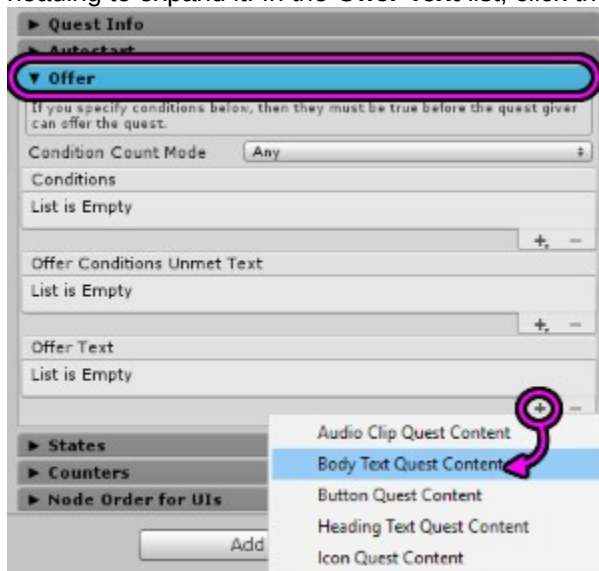 ▶ Quest Info
▶ Autostart
▼ Offer
If you specify conditions below, then they must be true before the quest giver
can offer the quest.
Condition Count Mode Any
Conditions
List is Empty
+, −
Offer Conditions Unmet Text
List is Empty
+, −
Offer Text
List is Empty
+ −
Audio Clip Quest Content
▶ States
Body Text Quest Content
▶ Counters
Button Quest Content
▶ Node Order for UIs
Heading Text Quest Content
Add
Icon Quest Content